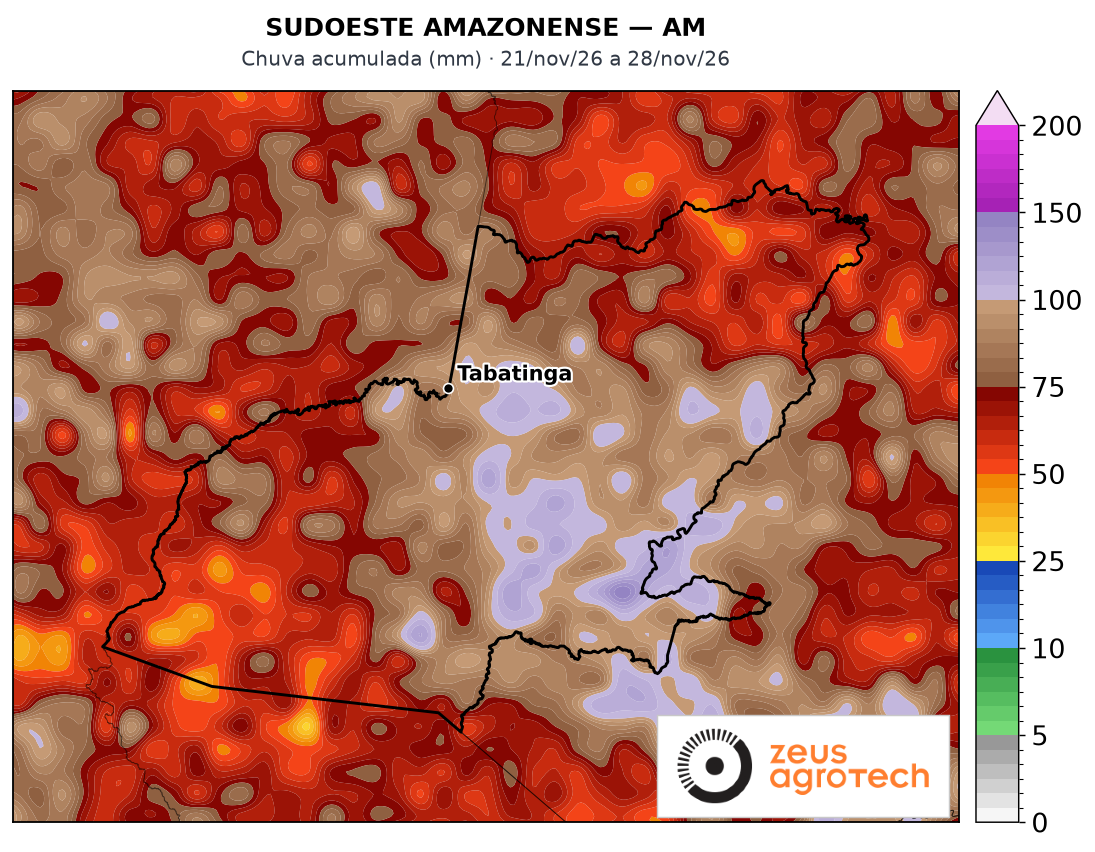 SUDOESTE AMAZONENSE — AM
Chuva acumulada (mm) · 21/nov/26 a 28/nov/26
Tabatinga
200
150
100
75
50
25
10
5
0
zeus
agrotech